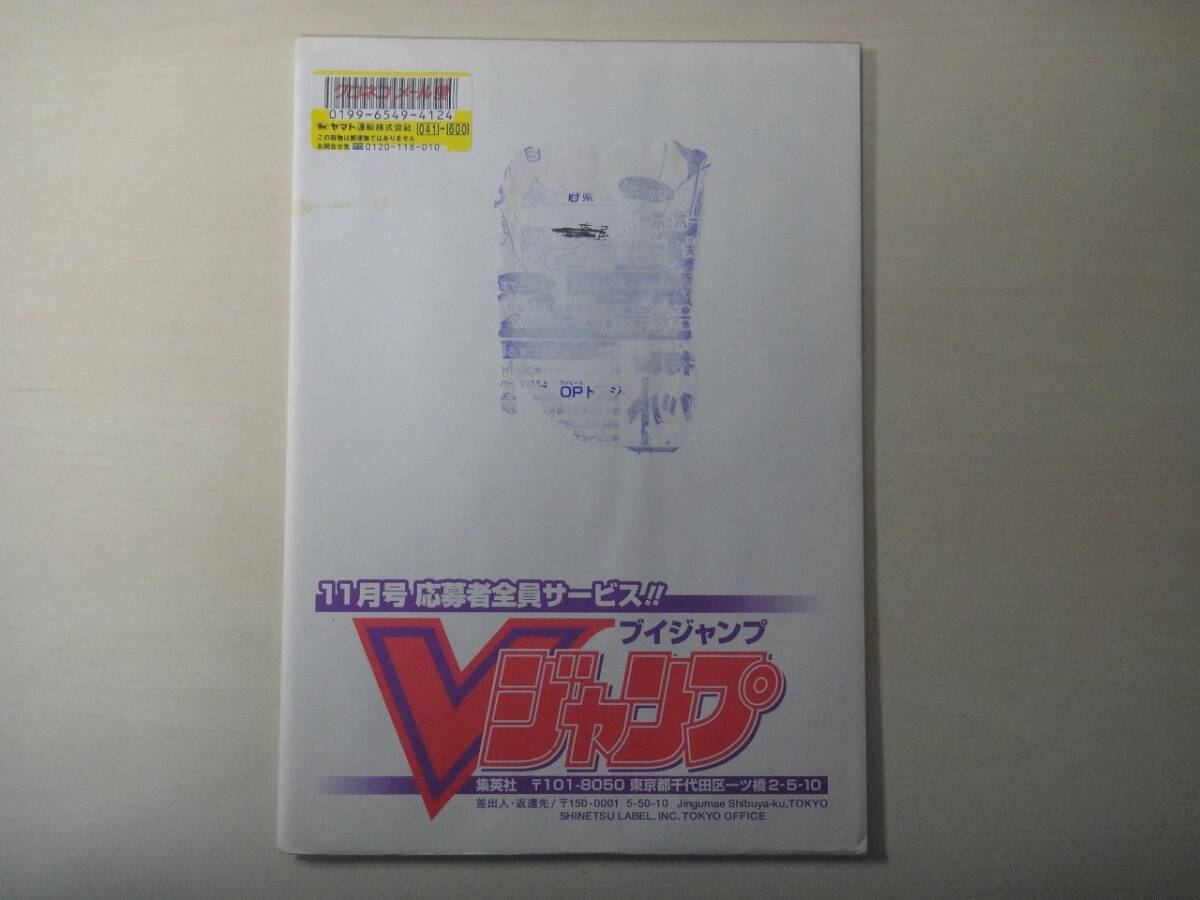 クロネコメール便
0199-6549-4124
ヤマト運輸株式会社 041-600
この荷物は郵便物ではありません
お問合せ先 0120-118-010
県
OPト
11月号 応募者全員サービス!!
ブイジャンプ
Vジャンプ
集英社 〒101-8050 東京都千代田区一ツ橋2-5-10
差出人・返還先/〒150-0001 5-50-10 Jingumae Shibuya-ku,TOKYO
SHINETSU LABEL.INC.TOKYO OFFICE